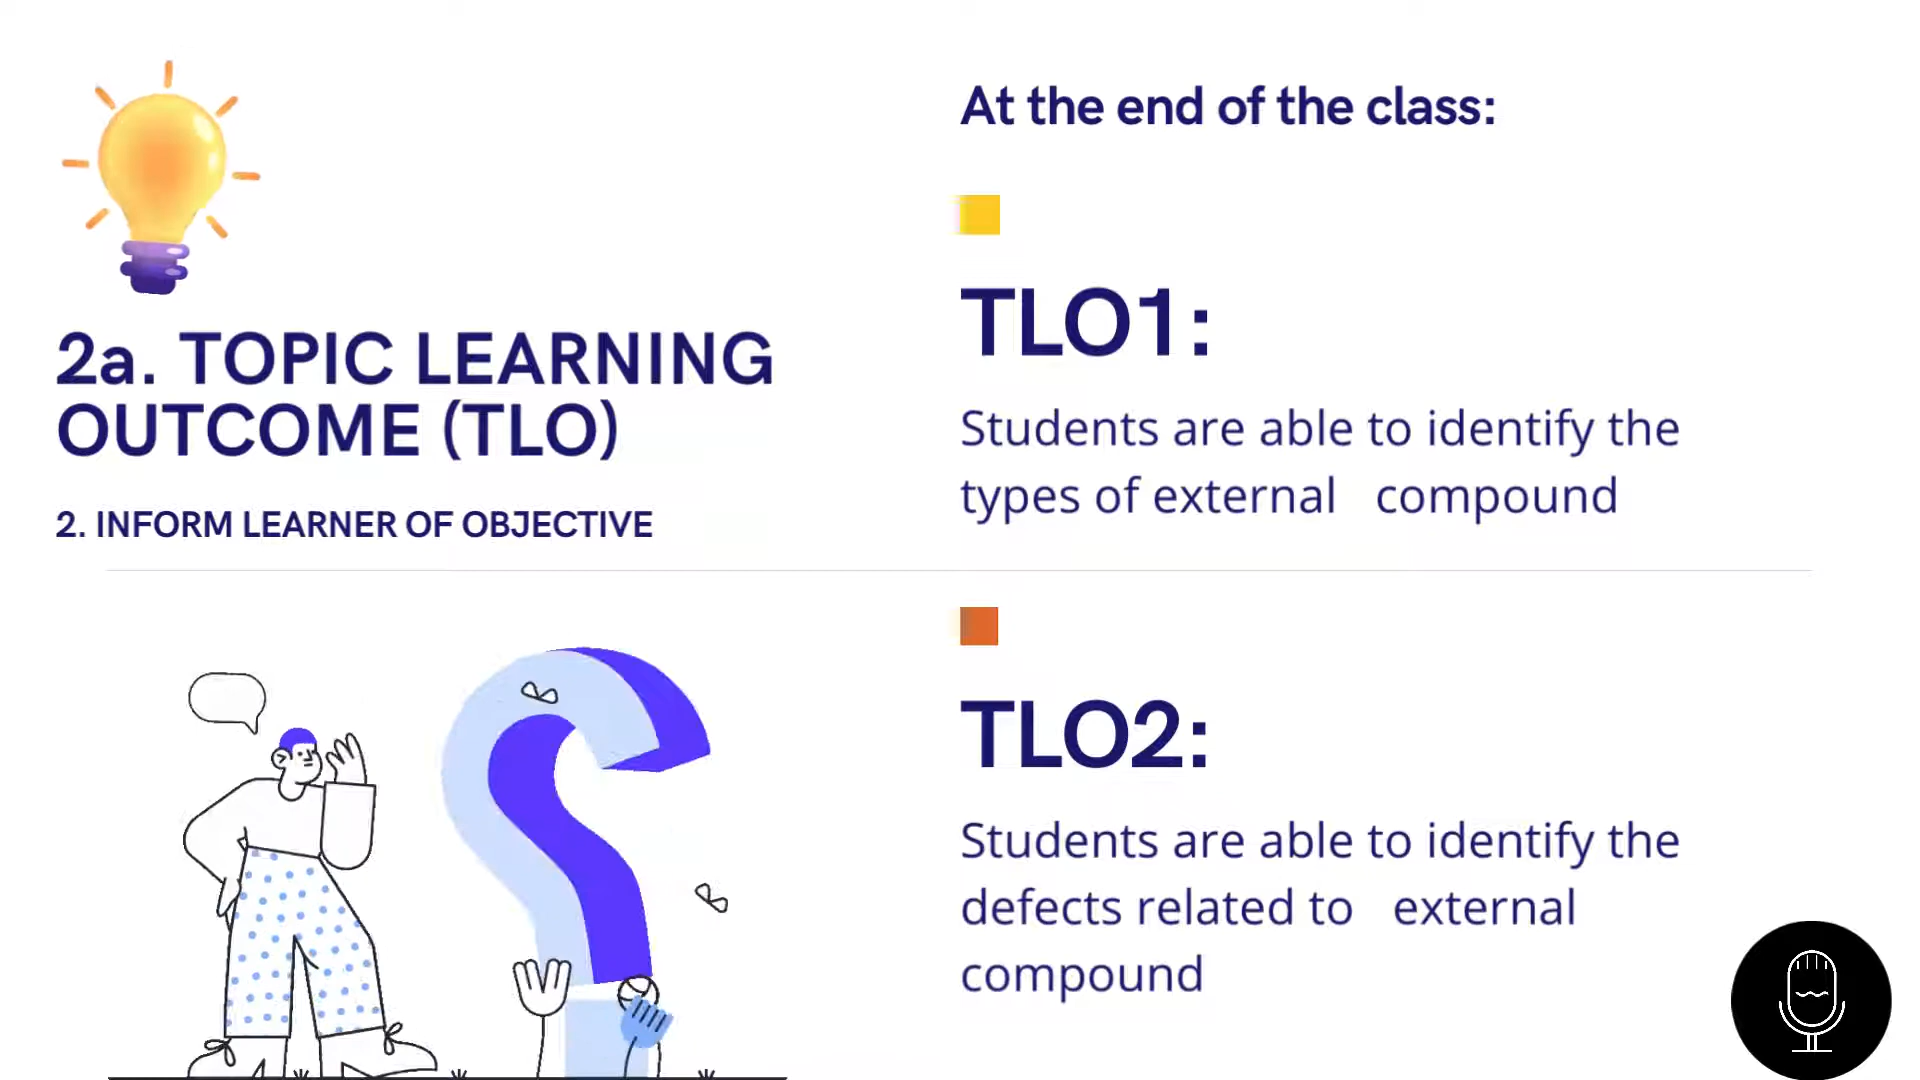 2a. TOPIC LEARNING
OUTCOME (TLO)
2. INFORM LEARNER OF OBJECTIVE
At the end of the class:
TLO1:
Students are able to identify the
types of external compound
TLO2:
Students are able to identify the
defects related to external
compound